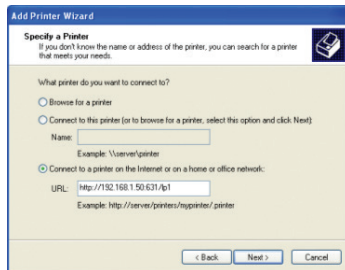 Add Printer Wizard
Specify a Printer
If you don't know the name or address of the printer, you can search for a printer
that meets your needs.
What printer do you want to connect to?
Browse for a printer
Connect to this printer (or to browse for a printer, select this option and click Next):
Name:
Example: \\server\printer
Connect to a printer on the Internet or on a home or office network:
URL: http://192.168.1.50:631/lp1
Example: http://server/printers/myprinter/.printer
< Back Next > Cancel